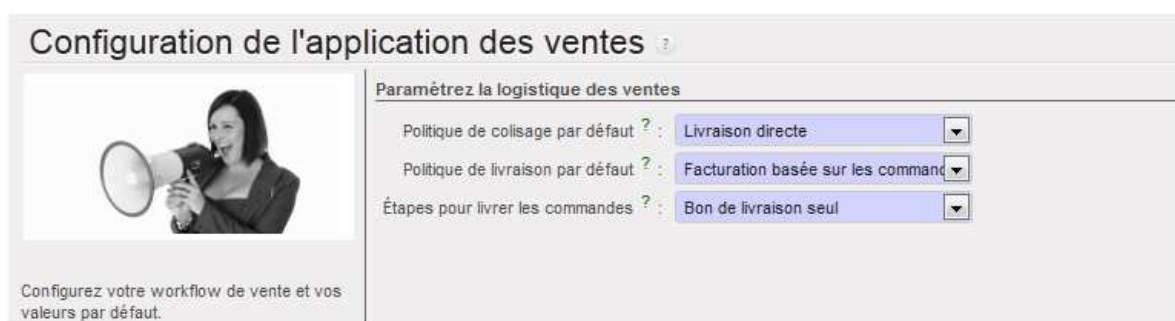 Configuration de l'application des ventes ?
Paramétrez la logistique des ventes
Politique de colisage par défaut ? : Livraison directe
Politique de livraison par défaut ? : Facturation basée sur les command
Étapes pour livrer les commandes ? : Bon de livraison seul
Configurez votre workflow de vente et vos
valeurs par défaut.